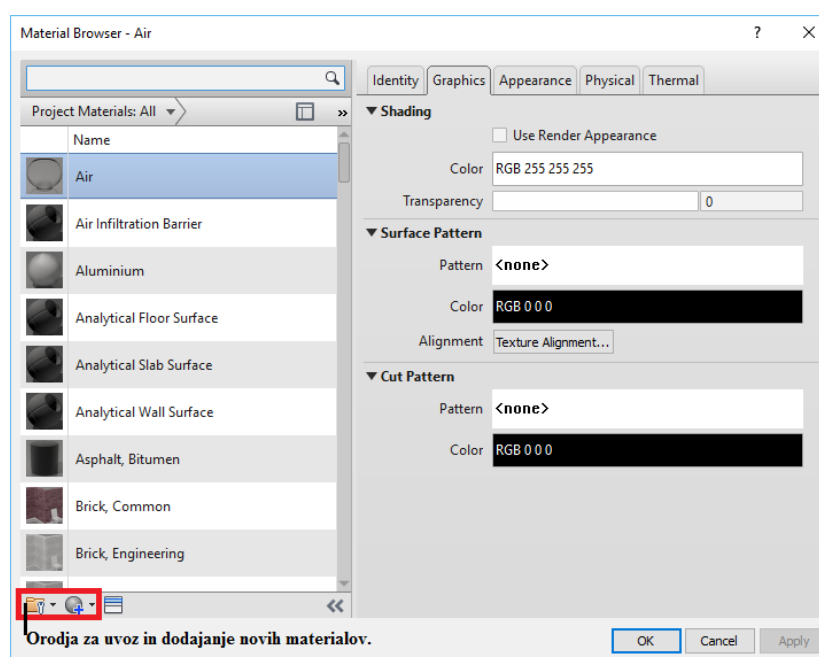 Material Browser - Air
?
Project Materials: All
»
Name
Air
Air Infiltration Barrier
Aluminium
Analytical Floor Surface
Analytical Slab Surface
Analytical Wall Surface
Asphalt, Bitumen
Brick, Common
Brick, Engineering
Identity Graphics Appearance Physical Thermal
Shading
Use Render Appearance
Color RGB 255 255 255
Transparency 0
Surface Pattern
Pattern <none>
Color RGB 0 0 0
Alignment Texture Alignment...
Cut Pattern
Pattern <none>
Color RGB 0 0 0
Orodja za uvoz in dodajanje novih materialov.
OK Cancel Apply